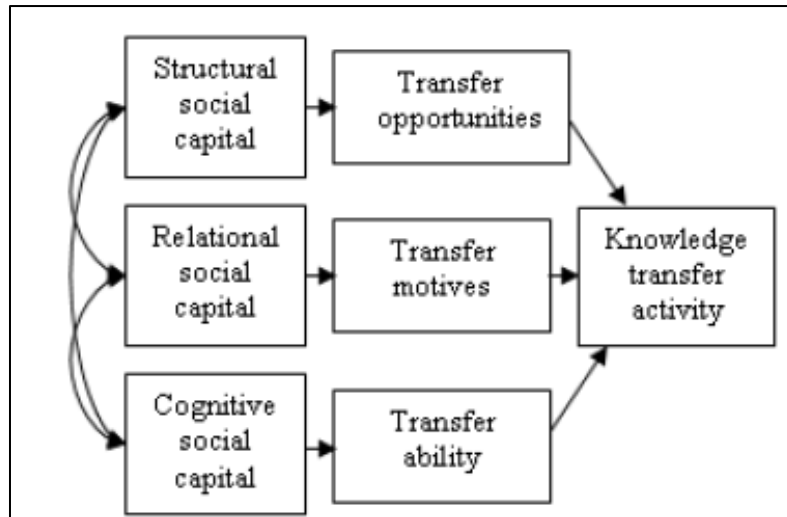 Structural
social
capital
Transfer
opportunities
Relational
social
capital
Transfer
motives
Knowledge
transfer
activity
Cognitive
social
capital
Transfer
ability